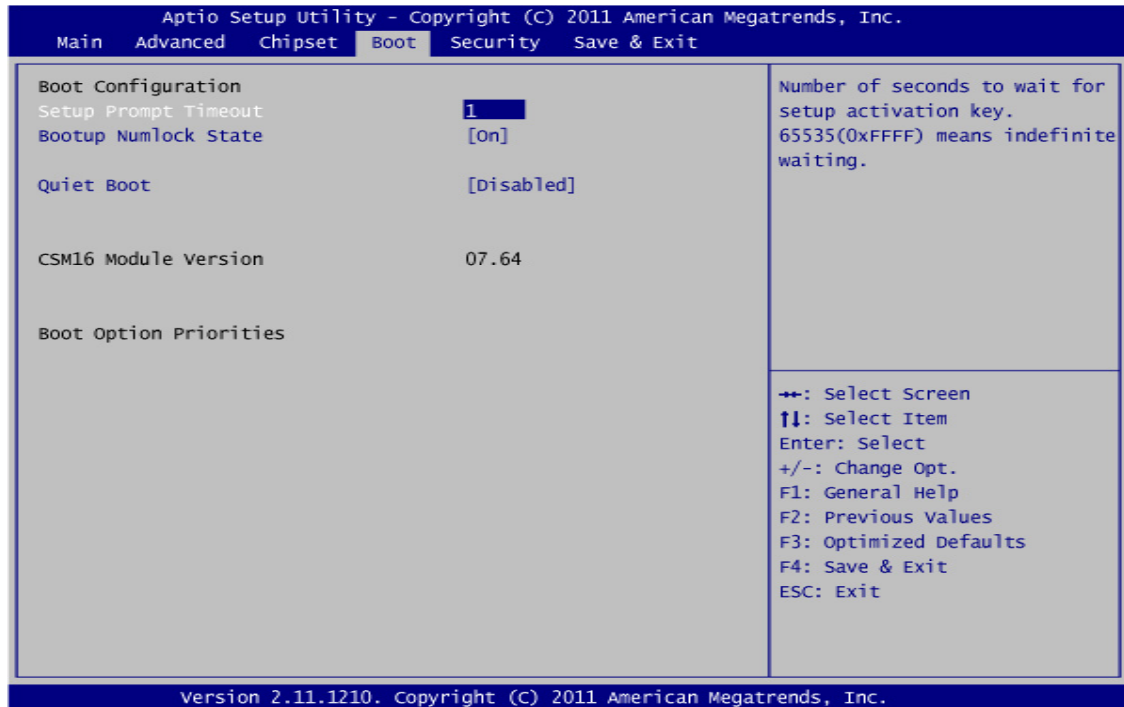 Aptio Setup Utility - Copyright (C) 2011 American Megatrends, Inc.
Main Advanced Chipset Boot Security Save & Exit
Boot Configuration
Setup Prompt Timeout 1
Bootup Numlock State [On]
Quiet Boot [Disabled]
CSM16 Module Version 07.64
Boot Option Priorities
Number of seconds to wait for
setup activation key.
65535(0xFFFF) means indefinite
waiting.
→←: Select Screen
↑↓: Select Item
Enter: Select
+/-: Change Opt.
F1: General Help
F2: Previous Values
F3: Optimized Defaults
F4: Save & Exit
ESC: Exit
Version 2.11.1210. Copyright (C) 2011 American Megatrends, Inc.